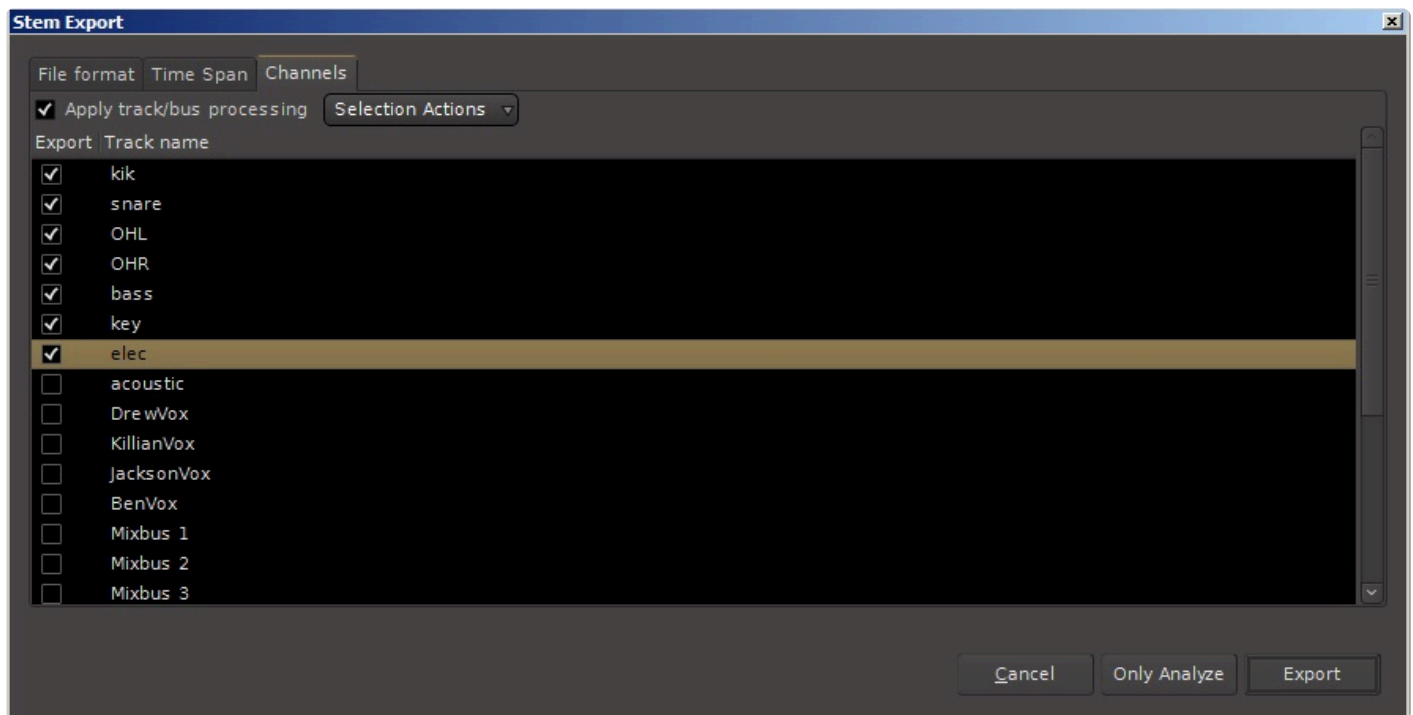 Stem Export
File format Time Span Channels
Apply track/bus processing Selection Actions
Export Track name
kik
snare
OHL
OHR
bass
key
elec
acoustic
DrewVox
KillianVox
JacksonVox
BenVox
Mixbus 1
Mixbus 2
Mixbus 3
Cancel Only Analyze Export